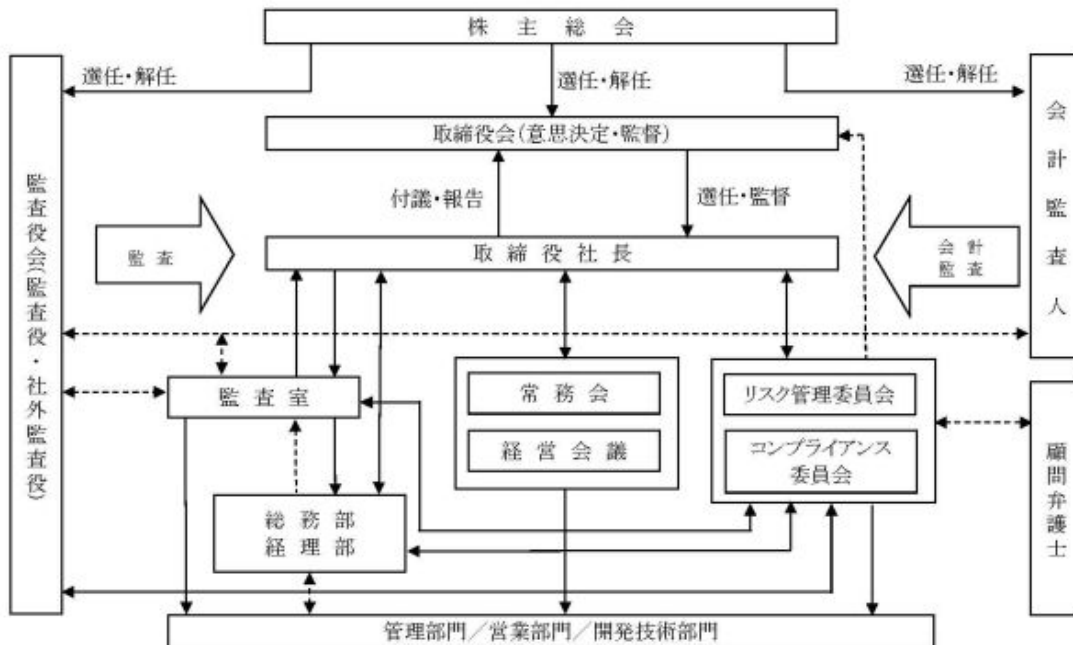 株主総会
選任・解任
選任・解任
選任・解任
取締役会(意思決定・監督)
付議・報告
選任・監督
監査役会(監査役・社外監査役)
会計監査人
監査
取締役社長
会計
監査
監査室
常務会
経営会議
リスク管理委員会
コンプライアンス
委員会
顧問弁護士
総務部
経理部
管理部門／営業部門／開発技術部門